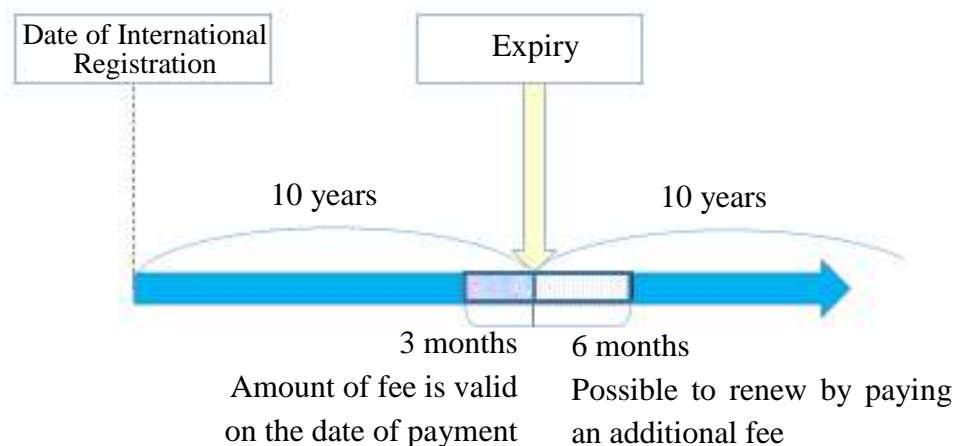 Date of International
Registration
Expiry
10 years
10 years
3 months
Amount of fee is valid
on the date of payment
6 months
Possible to renew by paying
an additional fee